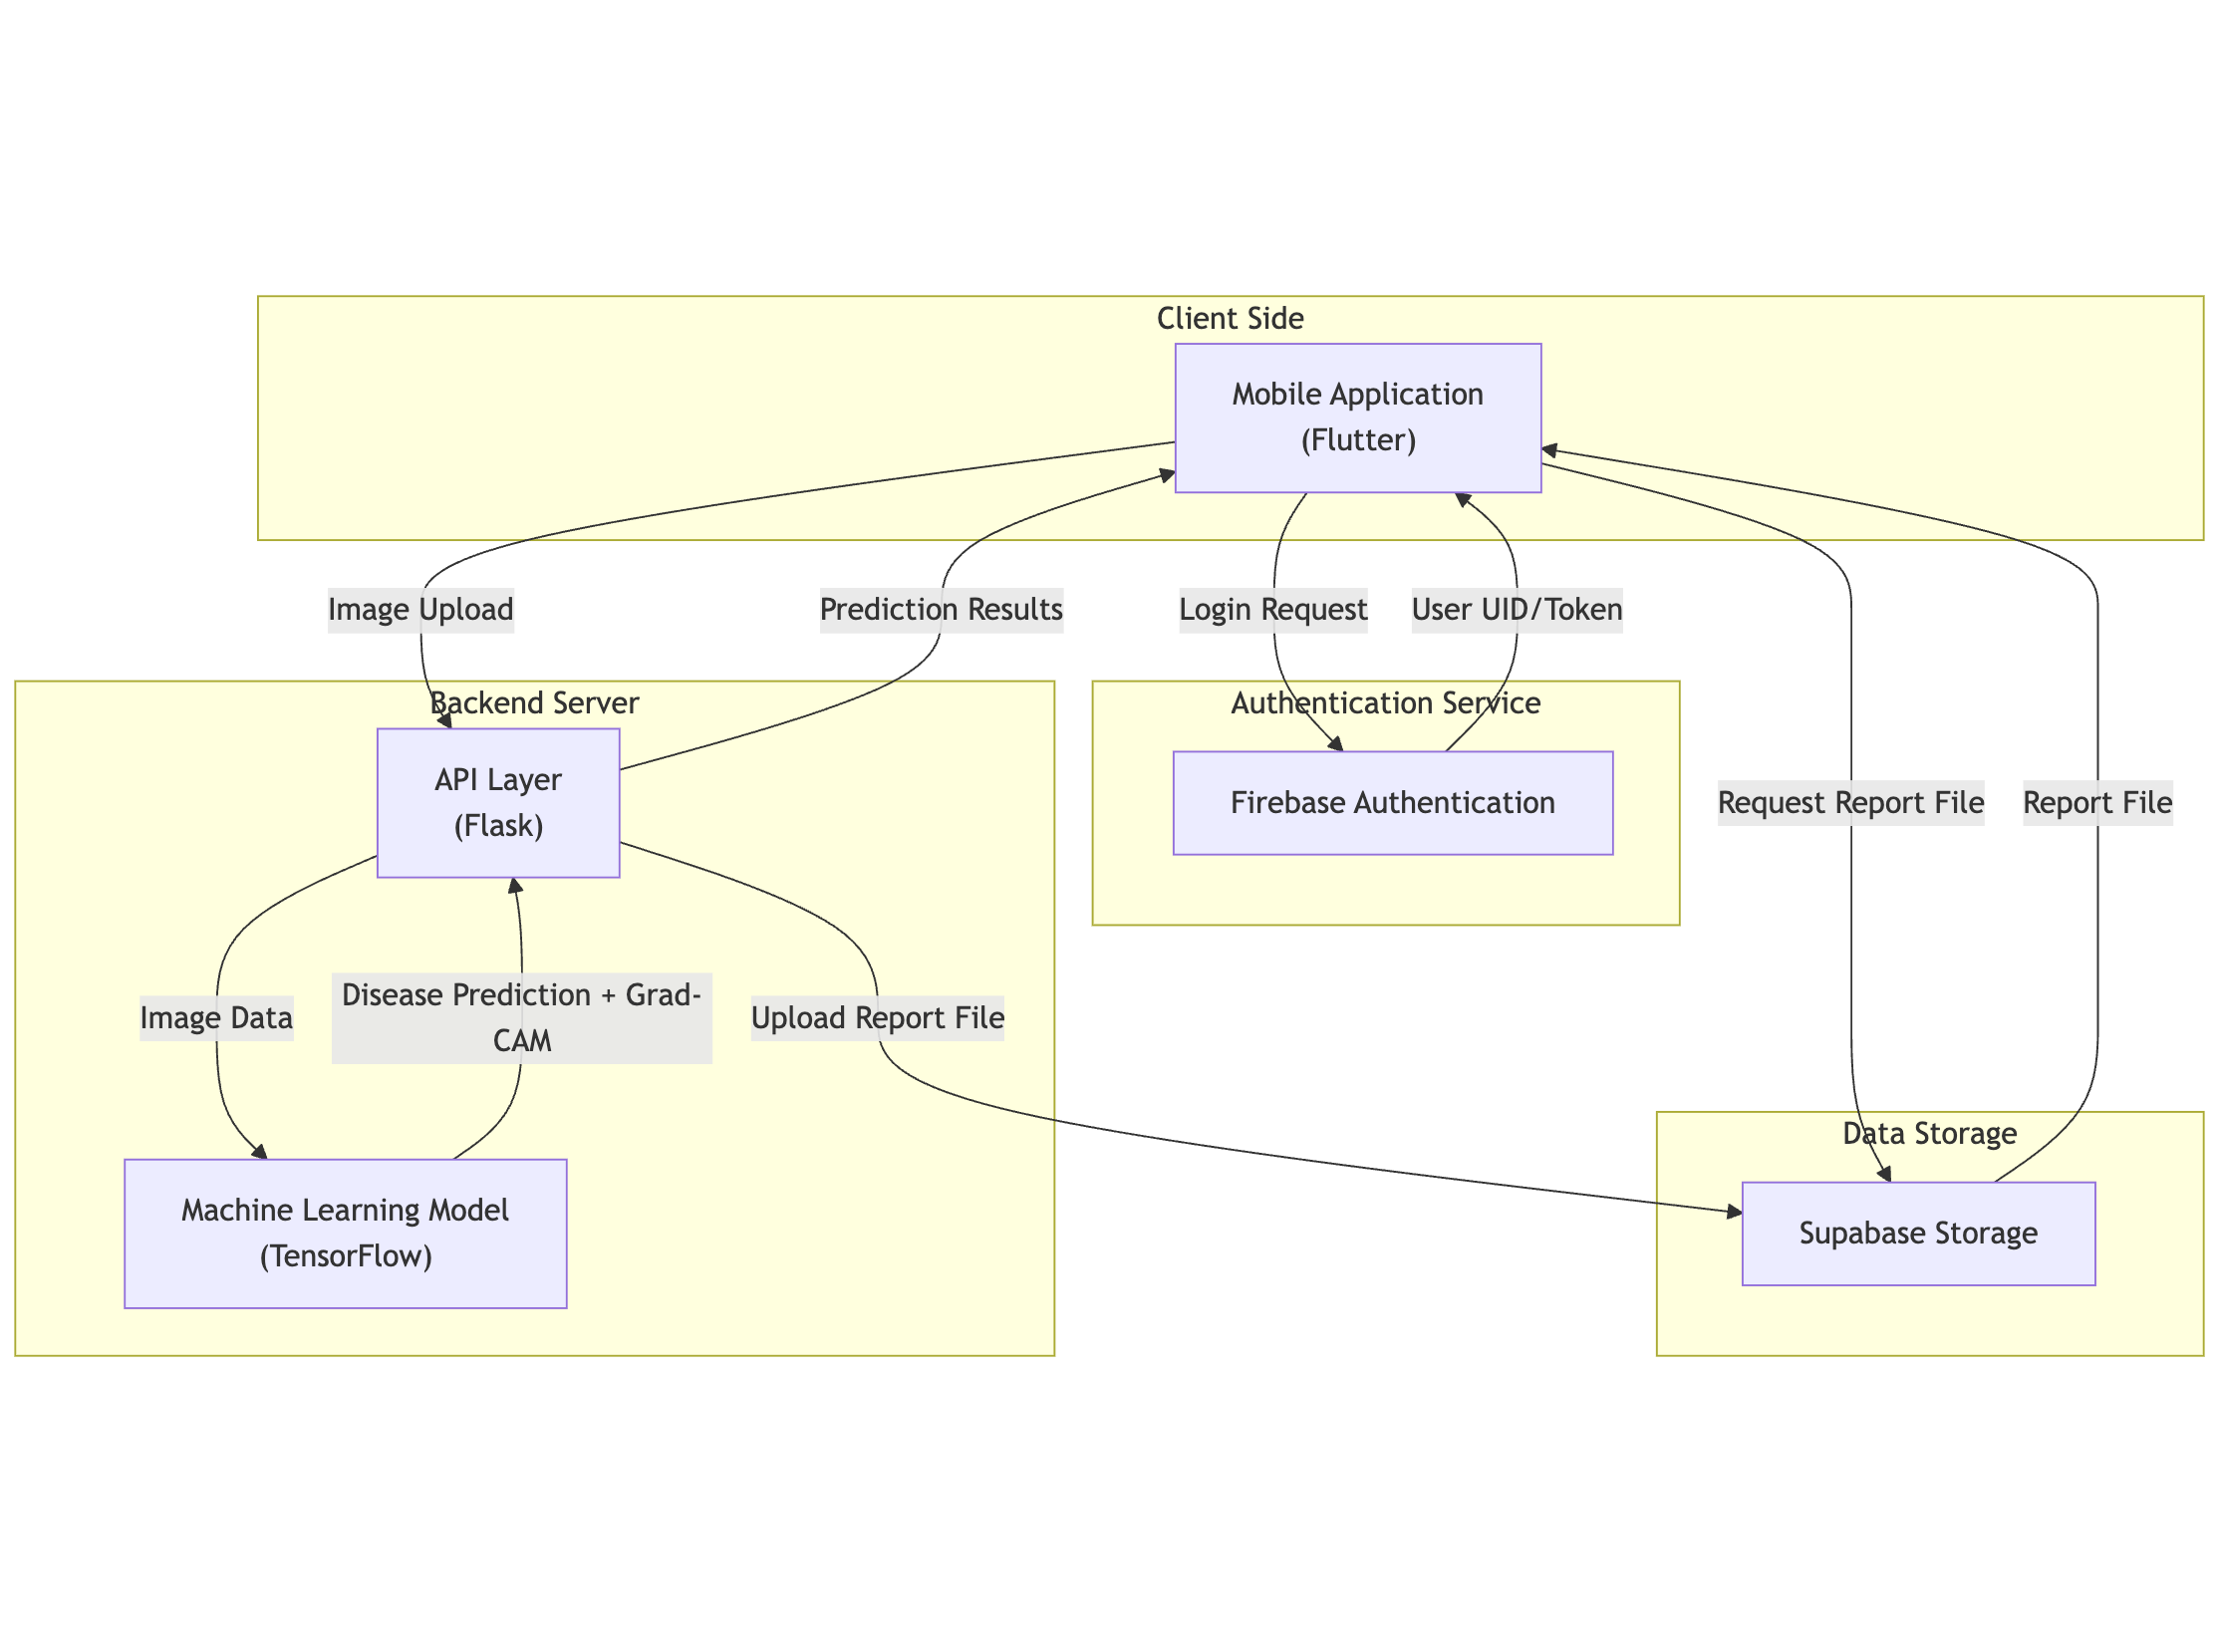 Client Side
Mobile Application
(Flutter)
Image Upload
Prediction Results
Login Request
User UID/Token
Backend Server
Authentication Service
API Layer
(Flask)
Firebase Authentication
Request Report File
Report File
Image Data
Disease Prediction + Grad-
CAM
Upload Report File
Data Storage
Machine Learning Model
(TensorFlow)
Supabase Storage